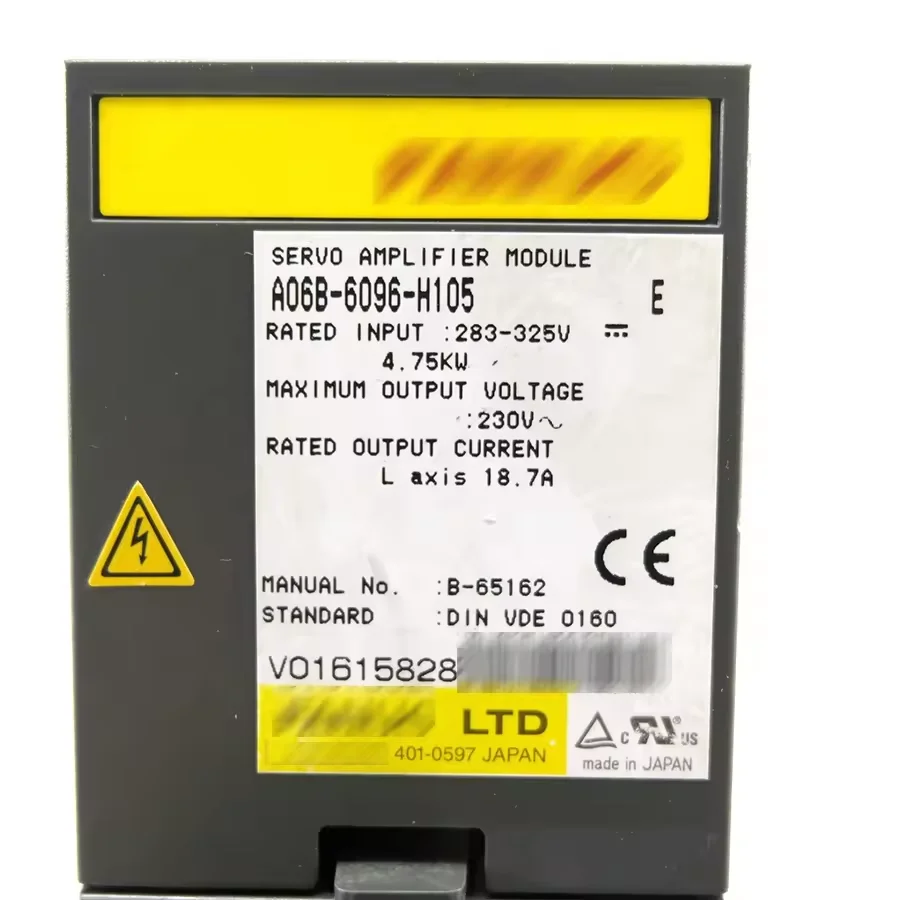 SERVO AMPLIFIER MODULE
A06B-6096-H105 E
RATED INPUT :283-325V ⎓
4.75KW
MAXIMUM OUTPUT VOLTAGE
:230V～
RATED OUTPUT CURRENT
L axis 18.7A
CE
MANUAL No. :B-65162
STANDARD :DIN VDE 0160
V01615828
LTD
401-0597 JAPAN
c UR us
made in JAPAN